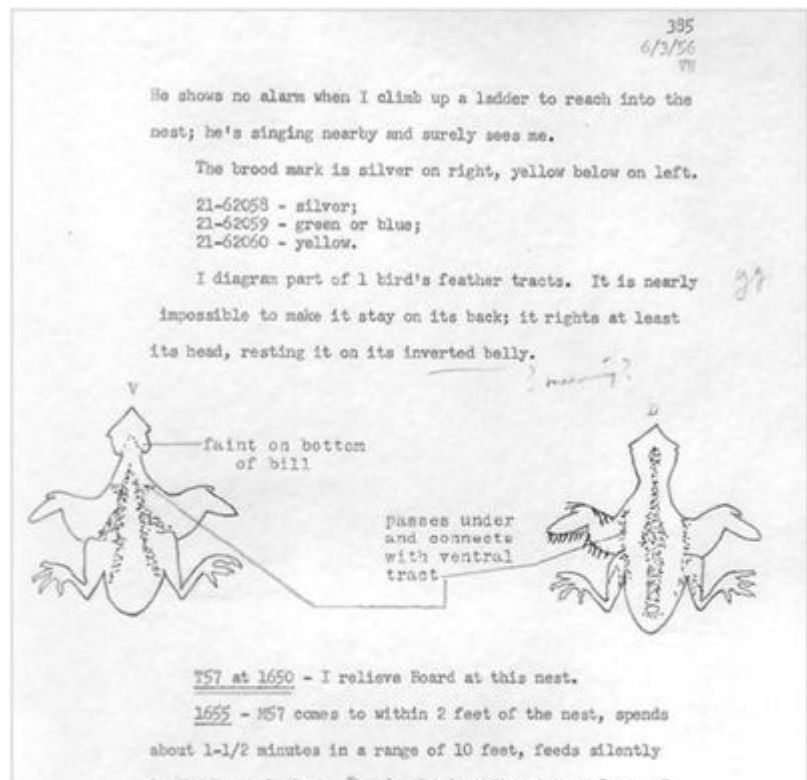 385
6/3/56
He shows no alarm when I climb up a ladder to reach into the
nest; he's singing nearby and surely sees me.
The brood mark is silver on right, yellow below on left.
21-62058 - silver;
21-62059 - green or blue;
21-62060 - yellow.
I diagram part of 1 bird's feather tracts. It is nearly
impossible to make it stay on its back; it rights at least
its head, resting it on its inverted belly.
? meaning?
V
D
faint on bottom
of bill
passes under
and connects
with ventral
tract
T57 at 1650 - I relieve Board at this nest.
1655 - M57 comes to within 2 feet of the nest, spends
about 1-1/2 minutes in a range of 10 feet, feeds silently